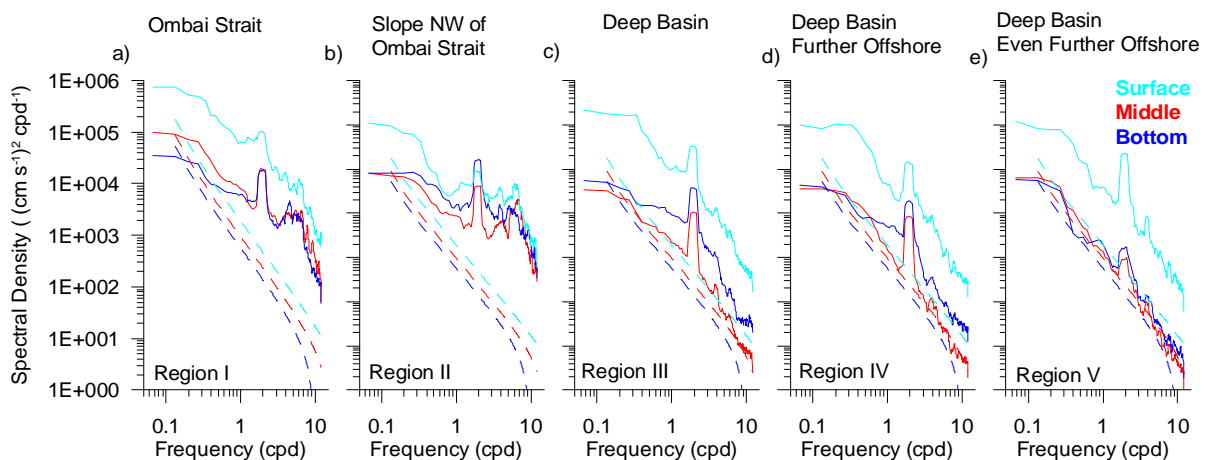 Ombai Strait
Slope NW of
Ombai Strait
Deep Basin
Deep Basin
Further Offshore
Deep Basin
Even Further Offshore
a)
b)
c)
d)
e)
Spectral Density ( (cm s⁻¹)² cpd⁻¹)
1E+006
1E+005
1E+004
1E+003
1E+002
1E+001
1E+000
Surface
Middle
Bottom
Region I
Region II
Region III
Region IV
Region V
0.1 1 10
0.1 1 10
0.1 1 10
0.1 1 10
0.1 1 10
Frequency (cpd)
Frequency (cpd)
Frequency (cpd)
Frequency (cpd)
Frequency (cpd)